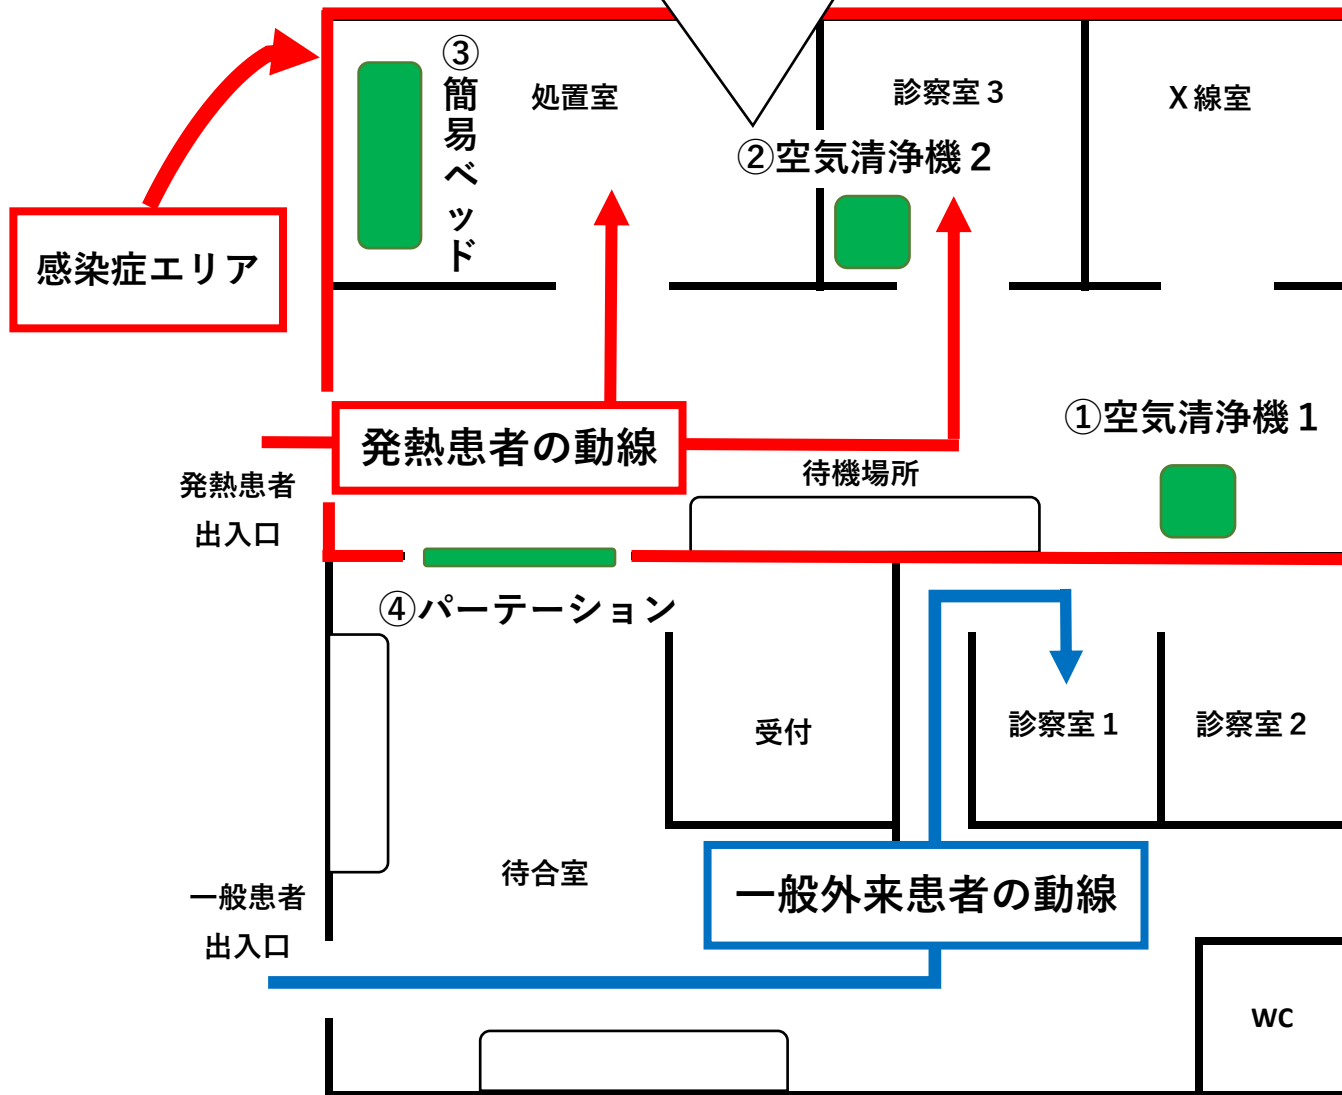 ③簡易ベッド
処置室
診察室３
Ｘ線室
②空気清浄機２
感染症エリア
①空気清浄機１
発熱患者の動線
待機場所
発熱患者
出入口
④パーテーション
受付
診察室１
診察室２
待合室
一般外来患者の動線
一般患者
出入口
WC